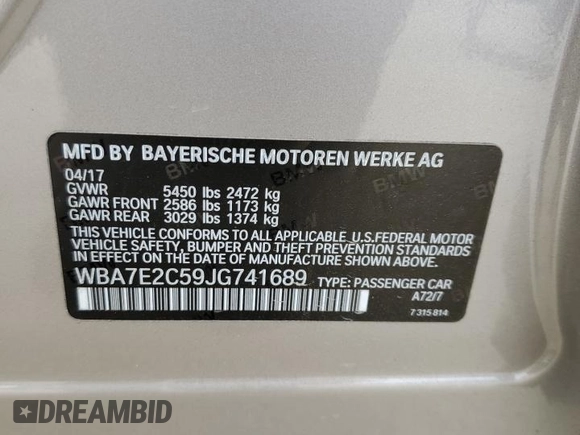 MFD BY BAYERISCHE MOTOREN WERKE AG
04/17
GVWR 5450 lbs 2472 kg
GAWR FRONT 2586 lbs 1173 kg
GAWR REAR 3029 lbs 1374 kg
THIS VEHICLE CONFORMS TO ALL APPLICABLE U.S.FEDERAL MOTOR
VEHICLE SAFETY, BUMPER AND THEFT PREVENTION STANDARDS
IN EFFECT ON THE DATE OF MANUFACTURE SHOWN ABOVE.
WBA7E2C59JG741689 TYPE: PASSENGER CAR
A72/7
7 315 814
DREAMBID